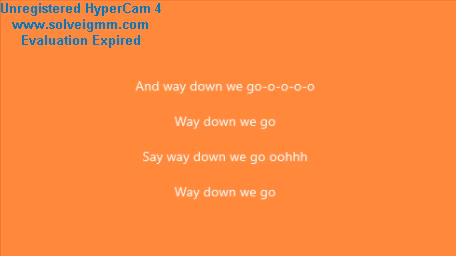 Unregistered HyperCam 4
www.solveigmm.com
Evaluation Expired
And way down we go-o-o-o-o
Way down we go
Say way down we go oohhh
Way down we go